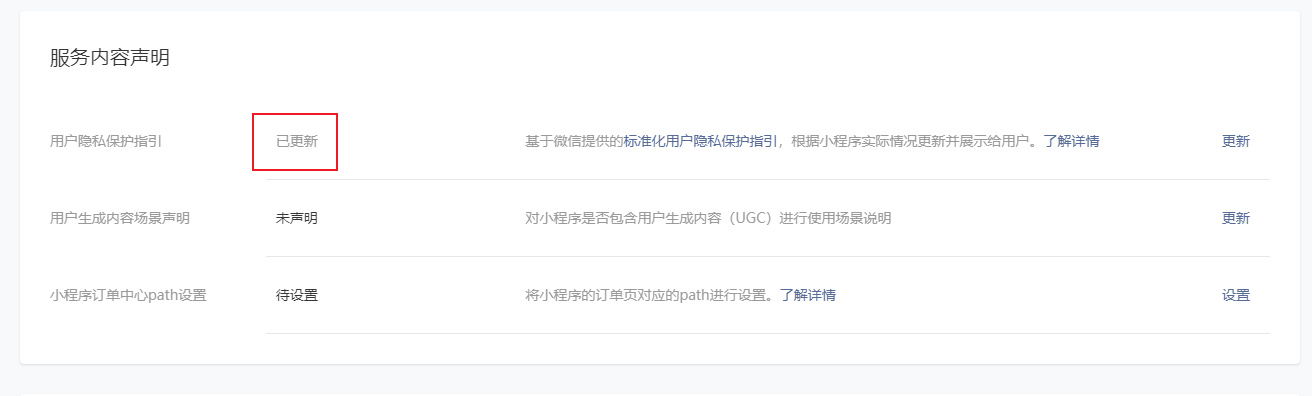 服务内容声明
用户隐私保护指引 已更新 基于微信提供的标准化用户隐私保护指引，根据小程序实际情况更新并展示给用户。了解详情 更新
用户生成内容场景声明 未声明 对小程序是否包含用户生成内容（UGC）进行使用场景说明 更新
小程序订单中心path设置 待设置 将小程序的订单页对应的path进行设置。了解详情 设置